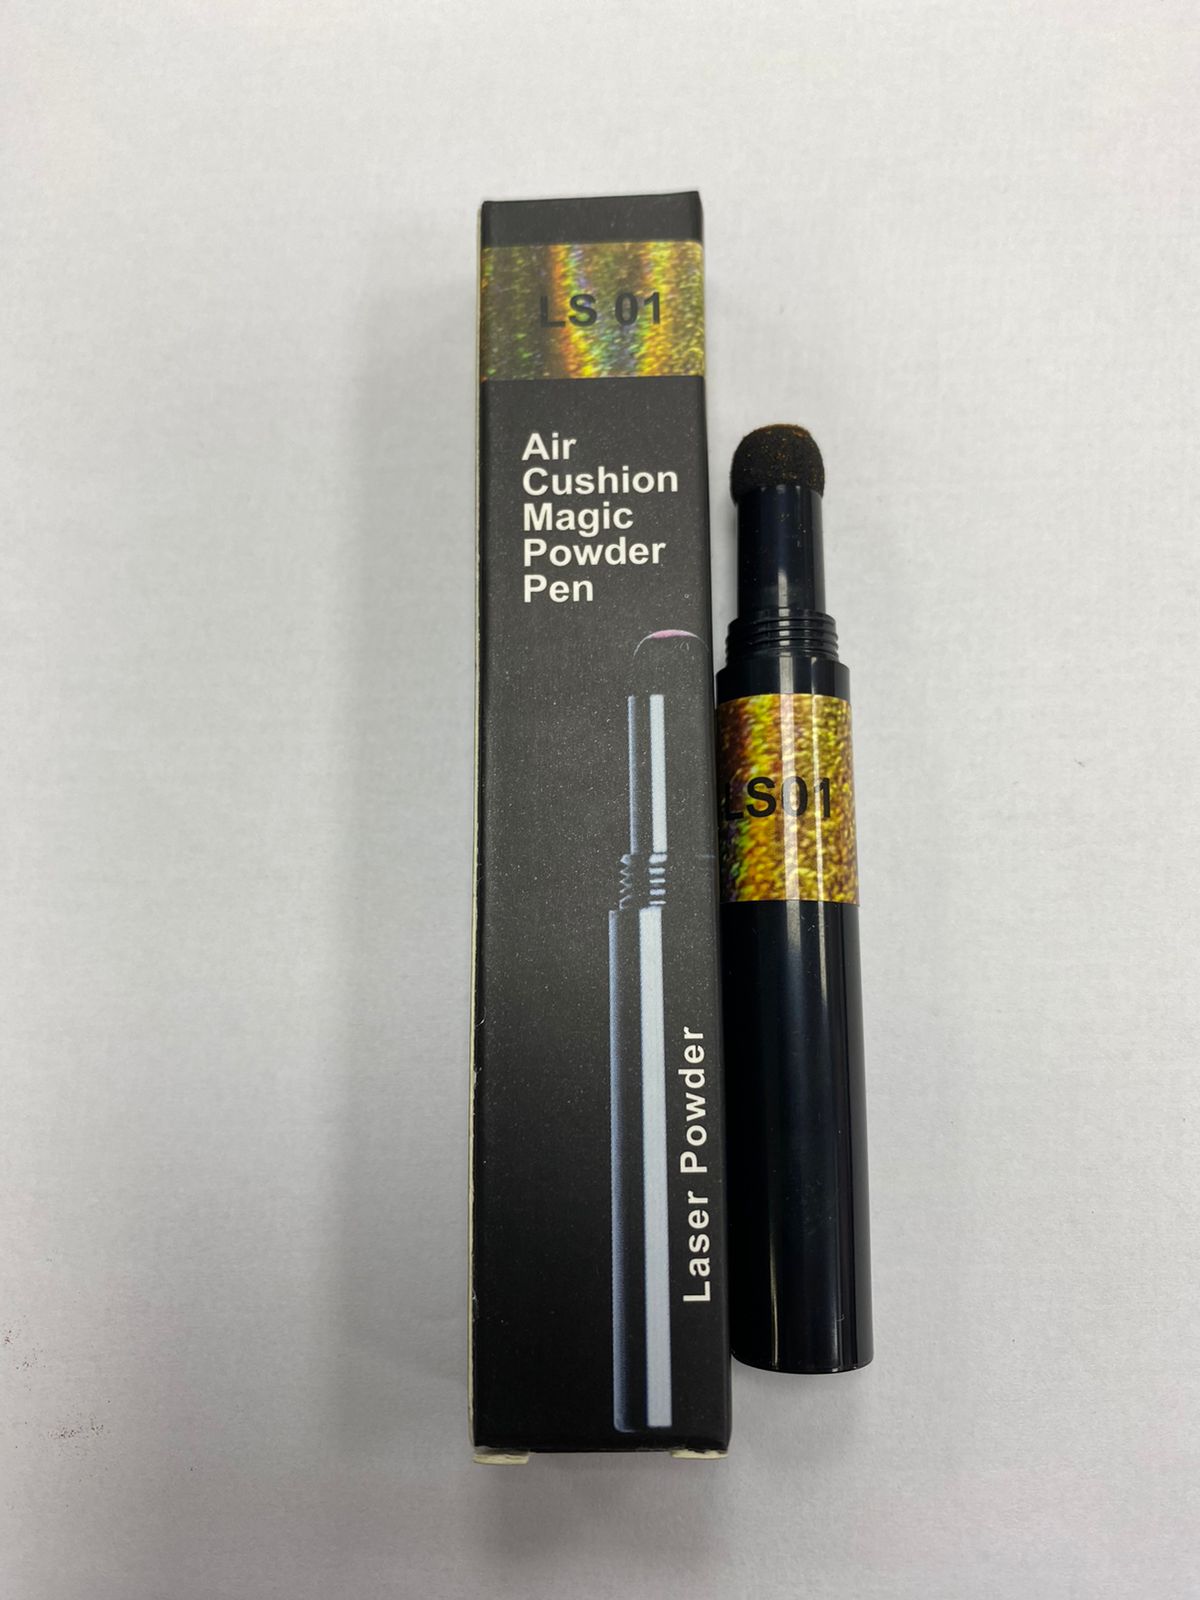 LS 01
Air
Cushion
Magic
Powder
Pen
Laser Powder
LS01